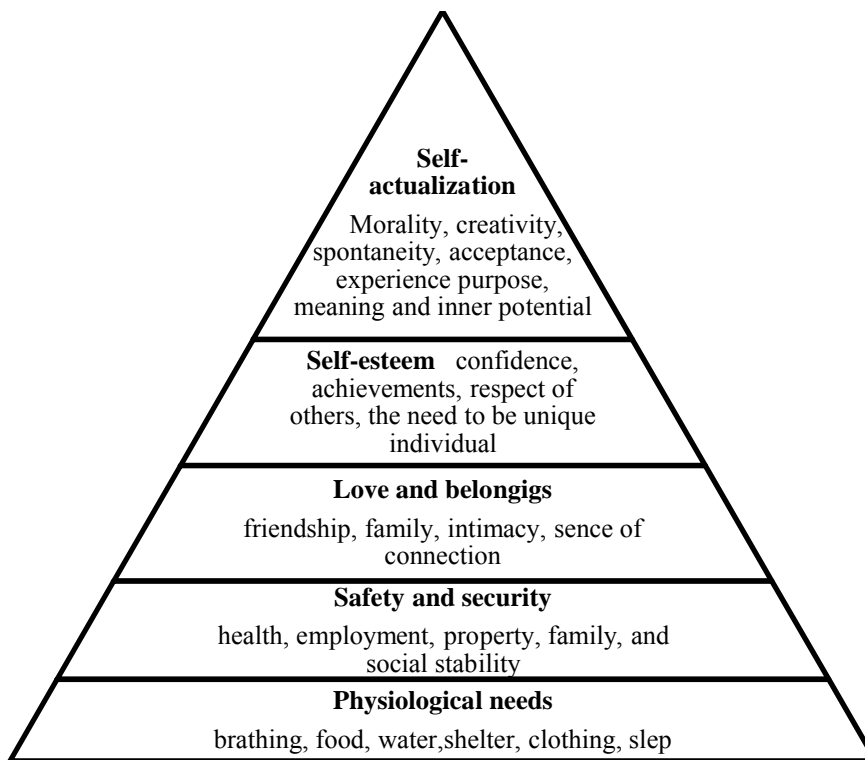 Self-
actualization
Morality, creativity,
spontaneity, acceptance,
experience purpose,
meaning and inner potential
Self-esteem confidence,
achievements, respect of
others, the need to be unique
individual
Love and belongigs
friendship, family, intimacy, sence of
connection
Safety and security
health, employment, property, family, and
social stability
Physiological needs
brathing, food, water,shelter, clothing, slep